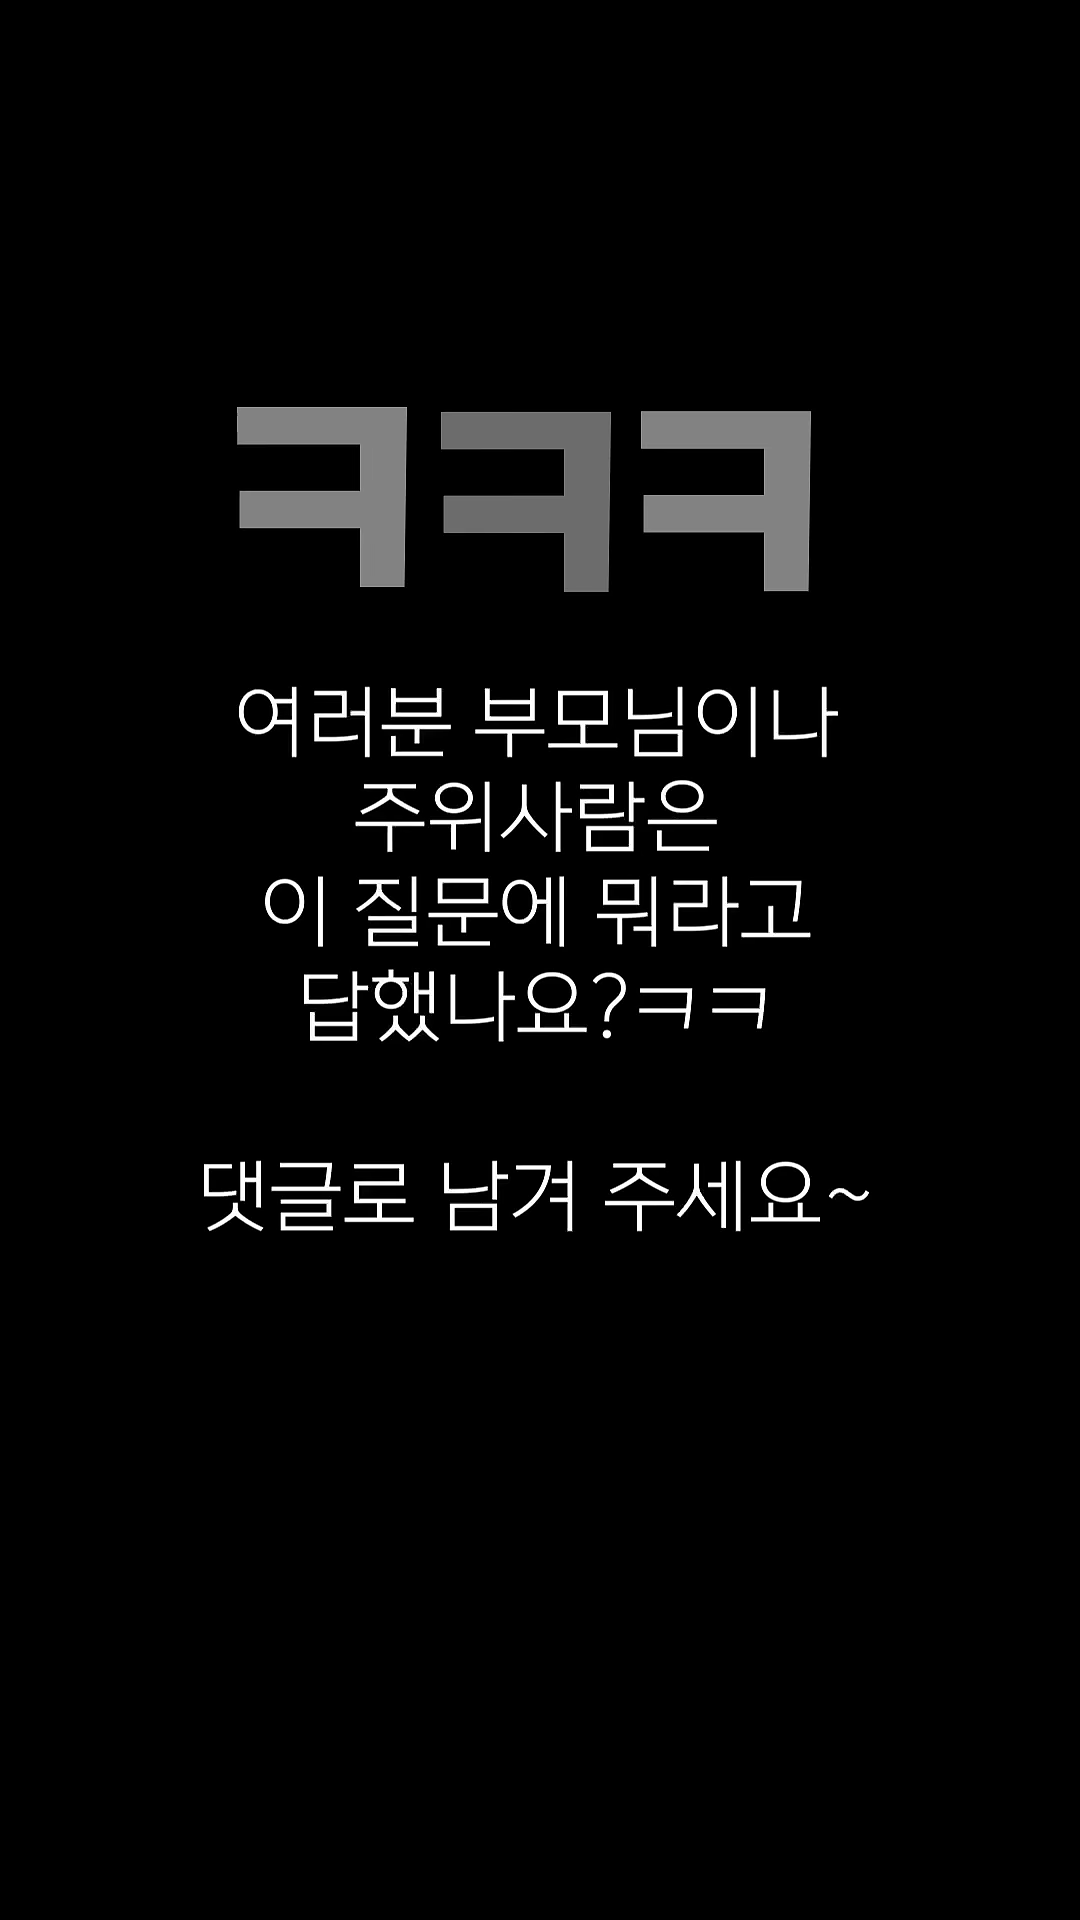 ㅋㅋㅋ
여러분 부모님이나
주위사람은
이 질문에 뭐라고
답했나요?ㅋㅋ
댓글로 남겨 주세요~